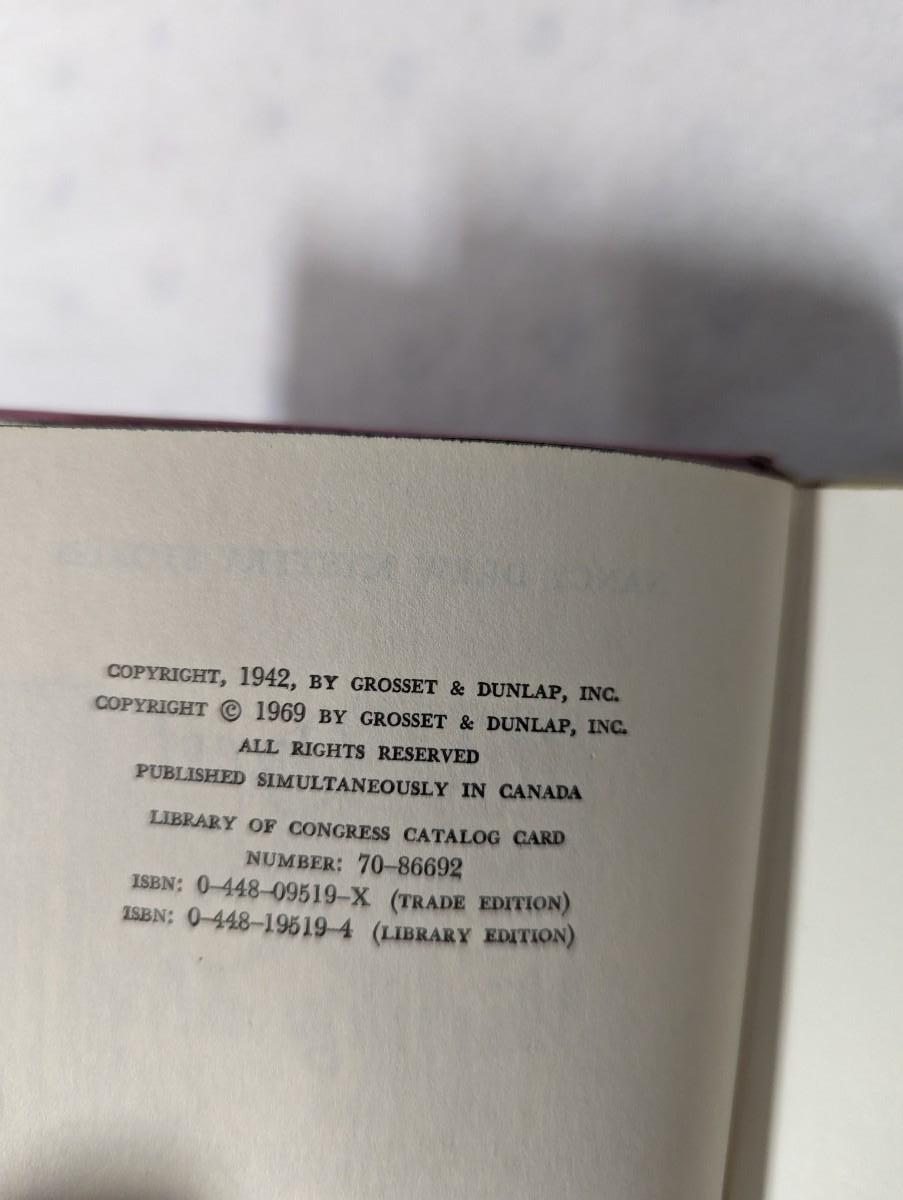 COPYRIGHT, 1942, BY GROSSET & DUNLAP, INC.
COPYRIGHT © 1969 BY GROSSET & DUNLAP, INC.
ALL RIGHTS RESERVED
PUBLISHED SIMULTANEOUSLY IN CANADA
LIBRARY OF CONGRESS CATALOG CARD
NUMBER: 70–86692
ISBN: 0–448–09519–X (TRADE EDITION)
ISBN: 0–448–19519–4 (LIBRARY EDITION)